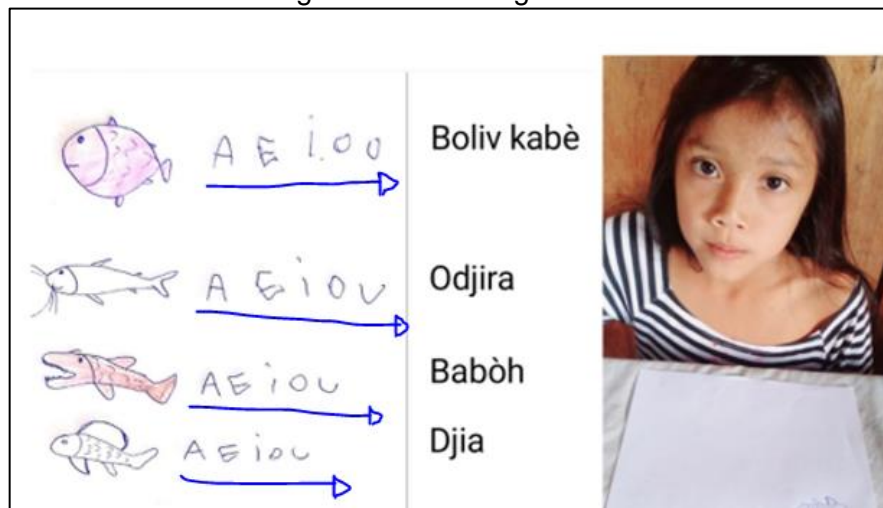 A E i O U
Boliv kabè
A E i O U
Odjira
A E i O U
Babòh
A E i O U
Djia